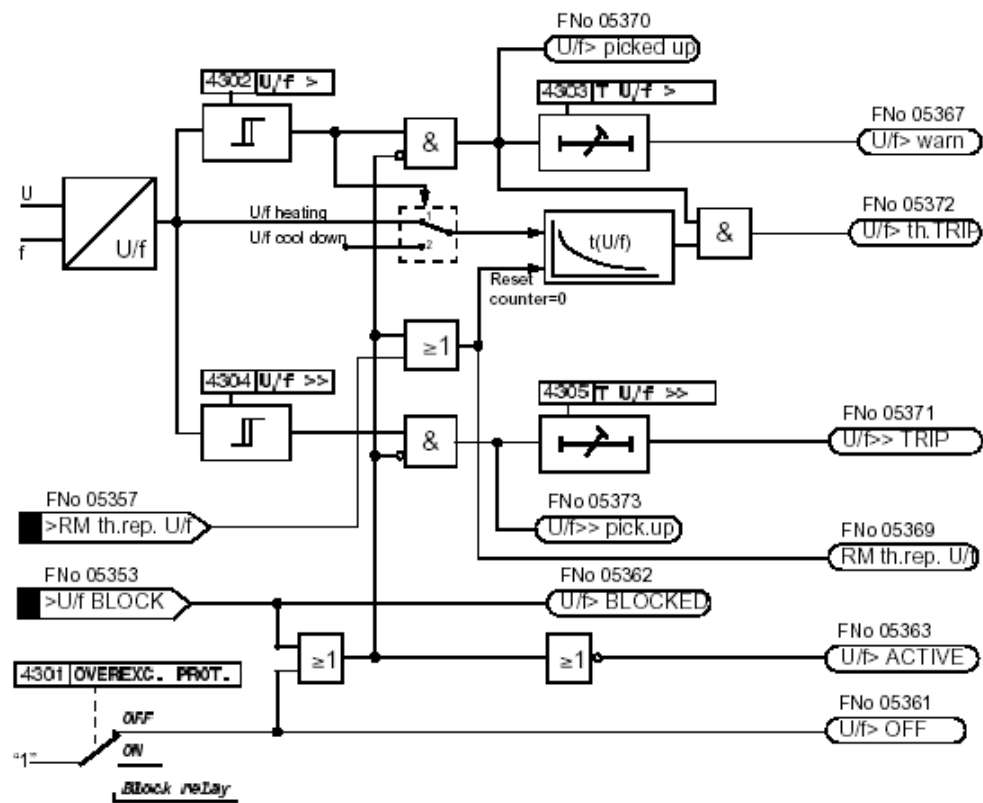 FNo 05370
U/f> picked up
4302 U/f >
4303 T U/f >
FNo 05367
U/f> warn
&
U
f
U/f
U/f heating
U/f cool down
1
2
t(U/f)
Reset
counter=0
&
FNo 05372
U/f> th.TRIP
≥1
4304 U/f >>
4305 T U/f >>
&
FNo 05371
U/f>> TRIP
FNo 05357
>RM th.rep. U/f
FNo 05373
U/f>> pick.up
FNo 05369
RM th.rep. U/f
FNo 05353
>U/f BLOCK
FNo 05362
U/f> BLOCKED
≥1
≥1
FNo 05363
U/f> ACTIVE
4301 OVEREXC. PROT.
FNo 05361
U/f> OFF
OFF
ON
"1"
Block relay